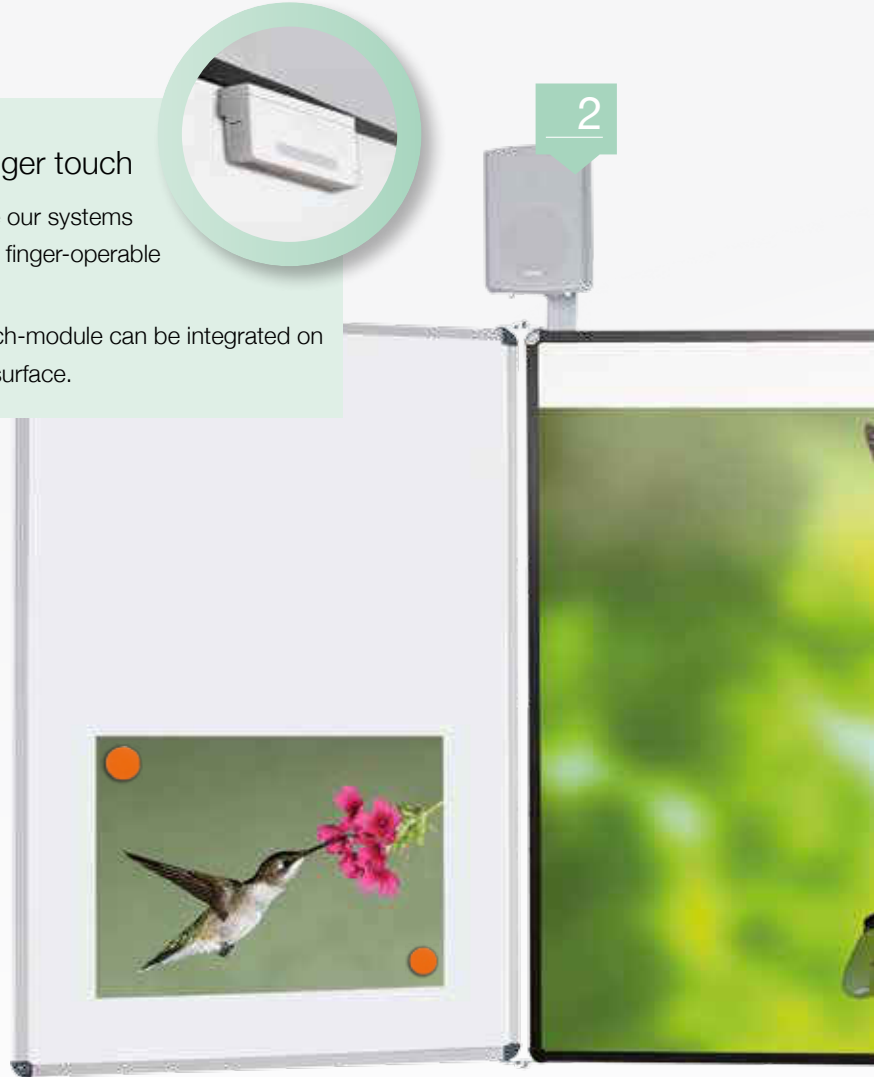 2
ger touch
our systems
finger-operable
ch-module can be integrated on
surface.